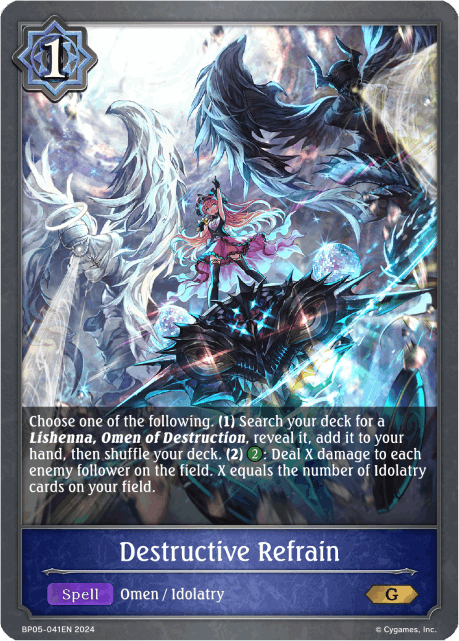 1
Choose one of the following. (1) Search your deck for a
Lishenna, Omen of Destruction, reveal it, add it to your
hand, then shuffle your deck. (2) 2: Deal X damage to each
enemy follower on the field. X equals the number of Idolatry
cards on your field.
Destructive Refrain
Spell Omen / Idolatry G
BP05-041EN 2024 © Cygames, Inc.